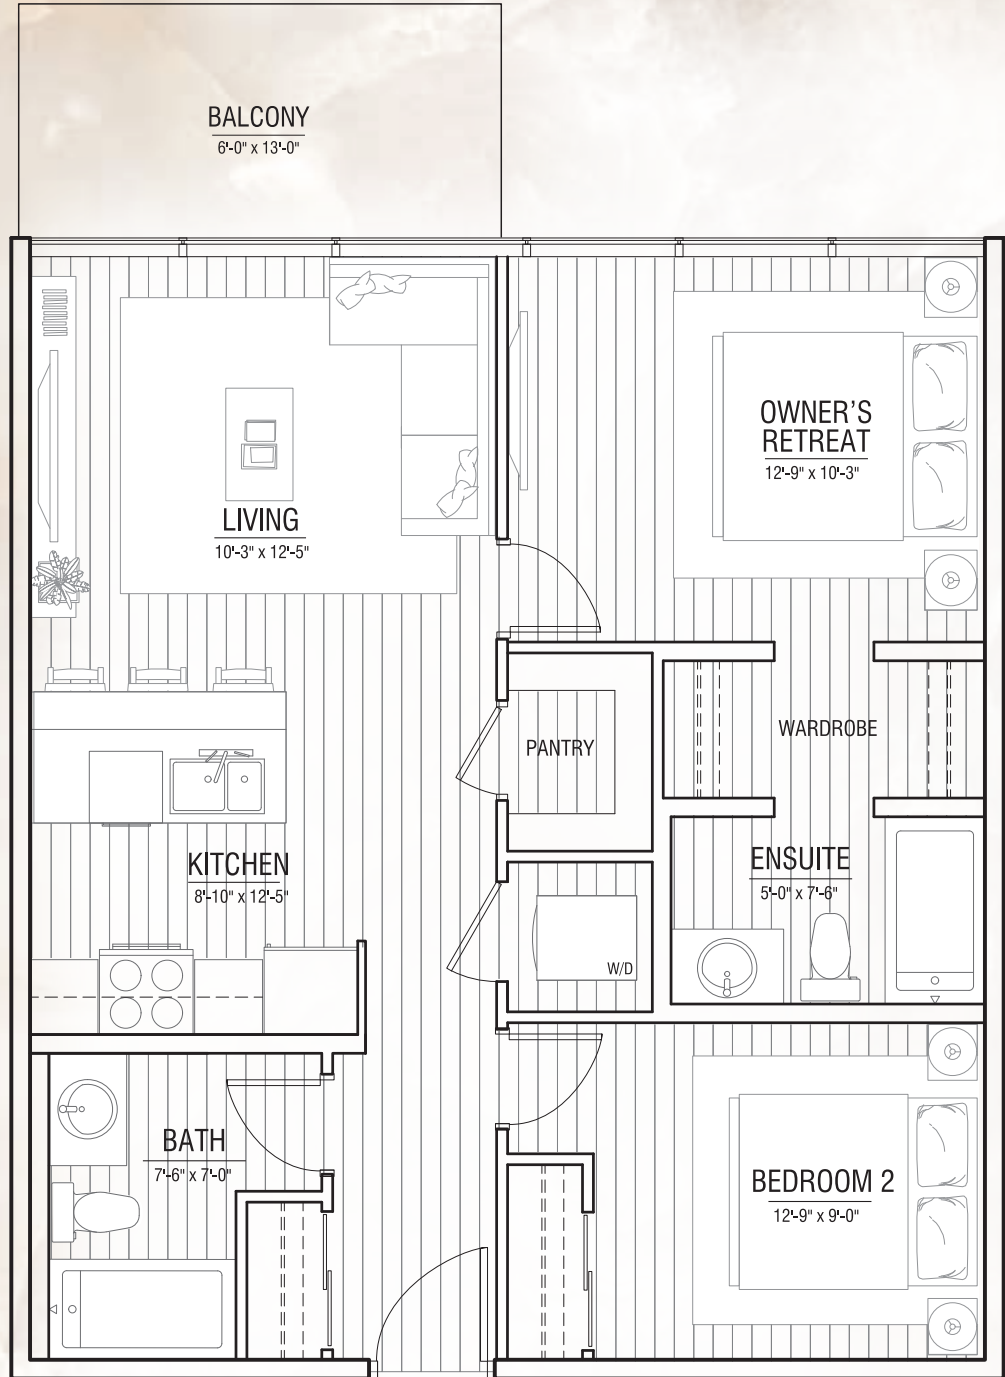 BALCONY
6'-0" x 13'-0"
OWNER'S
RETREAT
12'-9" x 10'-3"
LIVING
10'-3" x 12'-5"
PANTRY
WARDROBE
KITCHEN
8'-10" x 12'-5"
ENSUITE
5'-0" x 7'-6"
W/D
BATH
7'-6" x 7'-0"
BEDROOM 2
12'-9" x 9'-0"